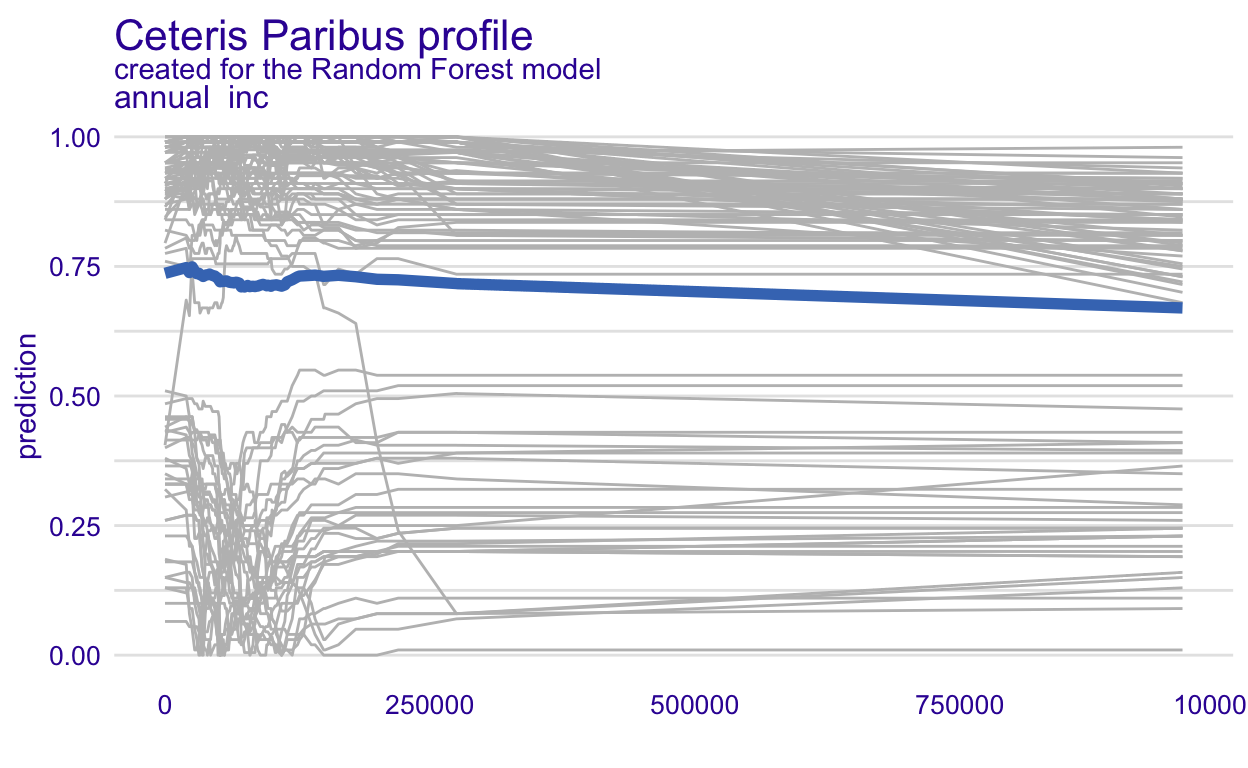 Ceteris Paribus profile
created for the Random Forest model
annual  inc
1.00
0.75
prediction
0.50
0.25
0.00
0 250000 500000 750000 10000